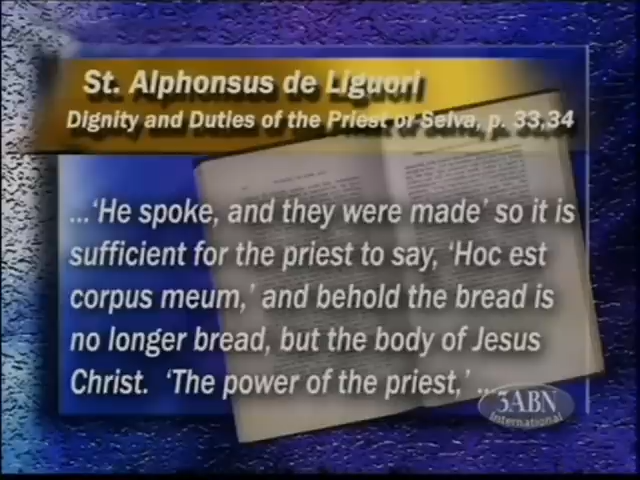 St. Alphonsus de Liguori
Dignity and Duties of the Priest or Selva, p. 33,34
...‘He spoke, and they were made’ so it is
sufficient for the priest to say, ‘Hoc est
corpus meum,’ and behold the bread is
no longer bread, but the body of Jesus
Christ. ‘The power of the priest,’ ...
3ABN
International